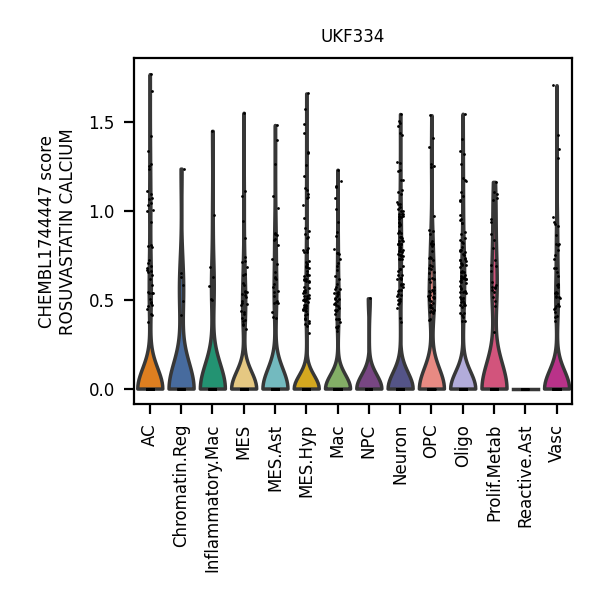 UKF334
CHEMBL1744447 score
ROSUVASTATIN CALCIUM
1.5
1.0
0.5
0.0
AC
Chromatin.Reg
Inflammatory.Mac
MES
MES.Ast
MES.Hyp
Mac
NPC
Neuron
OPC
Oligo
Prolif.Metab
Reactive.Ast
Vasc